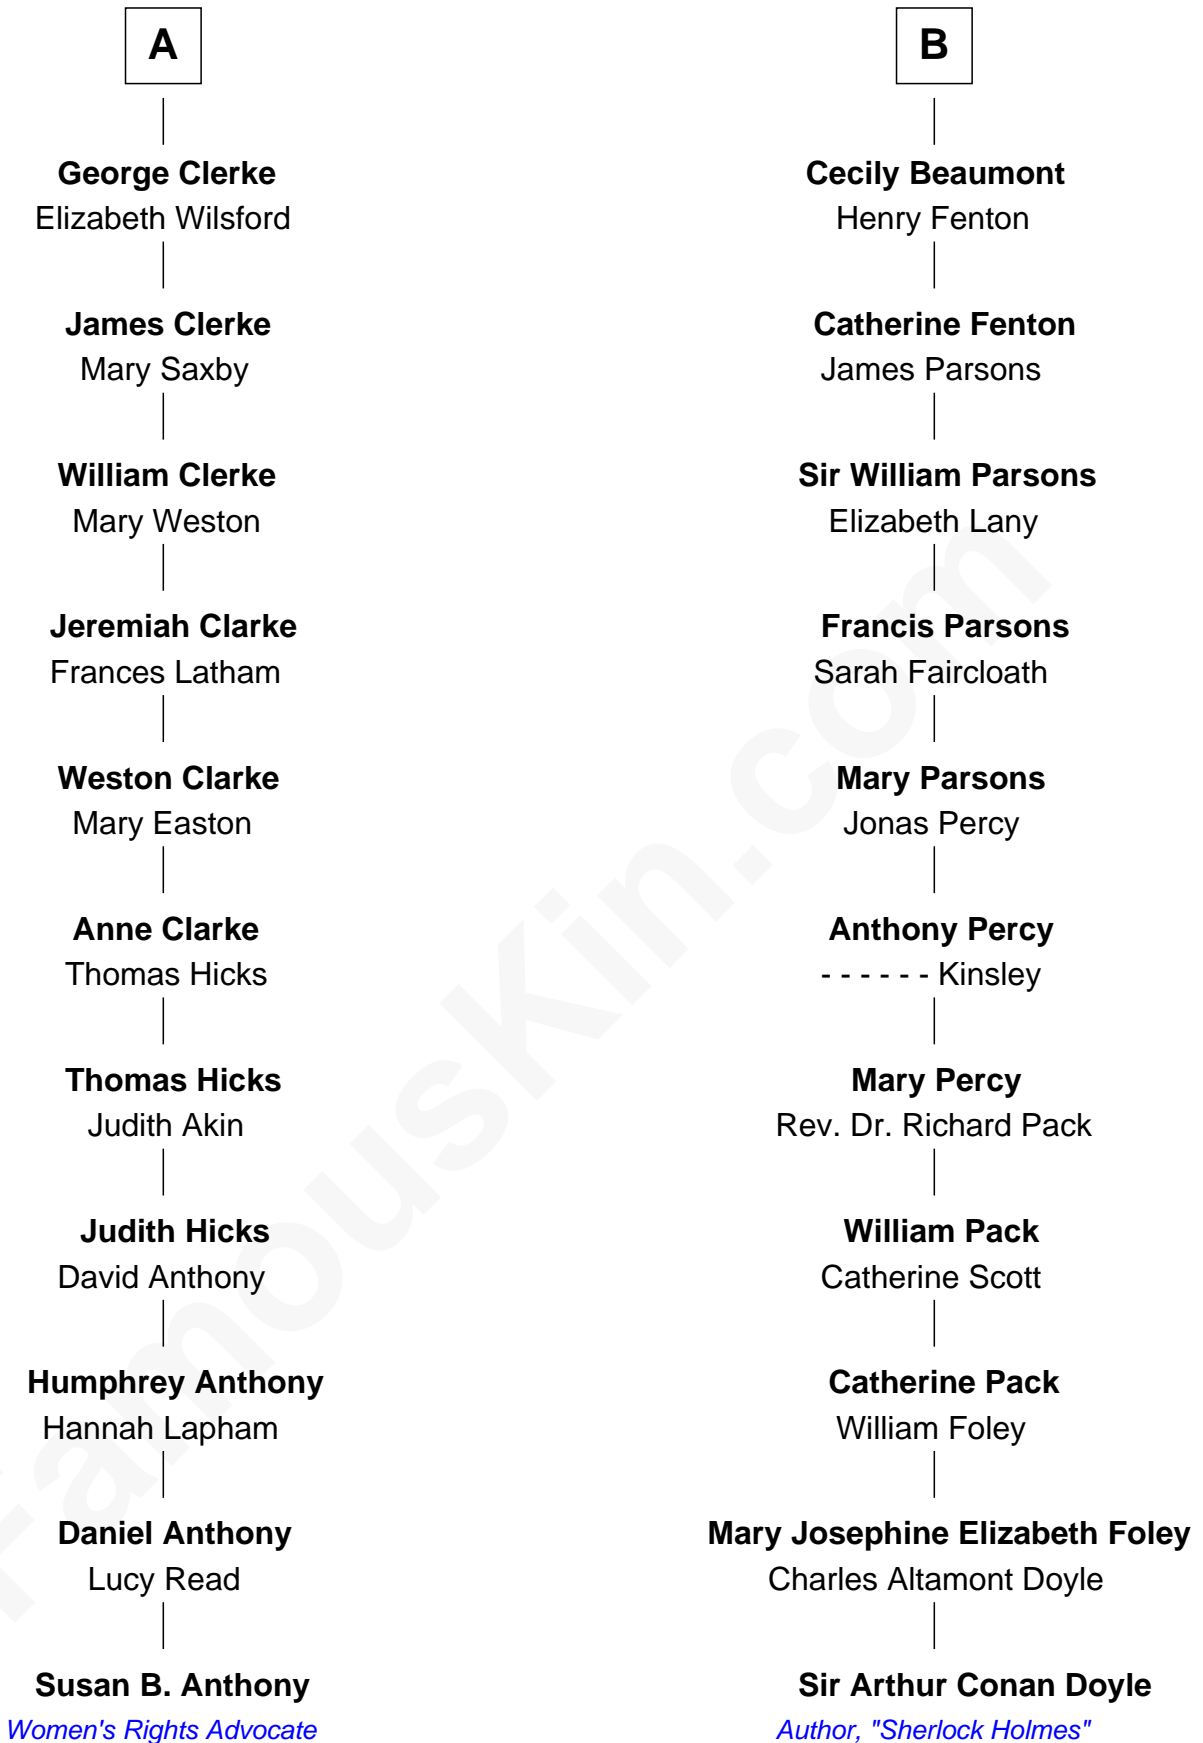 A
George Clerke
Elizabeth Wilsford
James Clerke
Mary Saxby
William Clerke
Mary Weston
Jeremiah Clarke
Frances Latham
Weston Clarke
Mary Easton
Anne Clarke
Thomas Hicks
Thomas Hicks
Judith Akin
Judith Hicks
David Anthony
Humphrey Anthony
Hannah Lapham
Daniel Anthony
Lucy Read
Susan B. Anthony
Women's Rights Advocate
B
Cecily Beaumont
Henry Fenton
Catherine Fenton
James Parsons
Sir William Parsons
Elizabeth Lany
Francis Parsons
Sarah Faircloath
Mary Parsons
Jonas Percy
Anthony Percy
- - - - - - Kinsley
Mary Percy
Rev. Dr. Richard Pack
William Pack
Catherine Scott
Catherine Pack
William Foley
Mary Josephine Elizabeth Foley
Charles Altamont Doyle
Sir Arthur Conan Doyle
Author, "Sherlock Holmes"
FamousKin.com